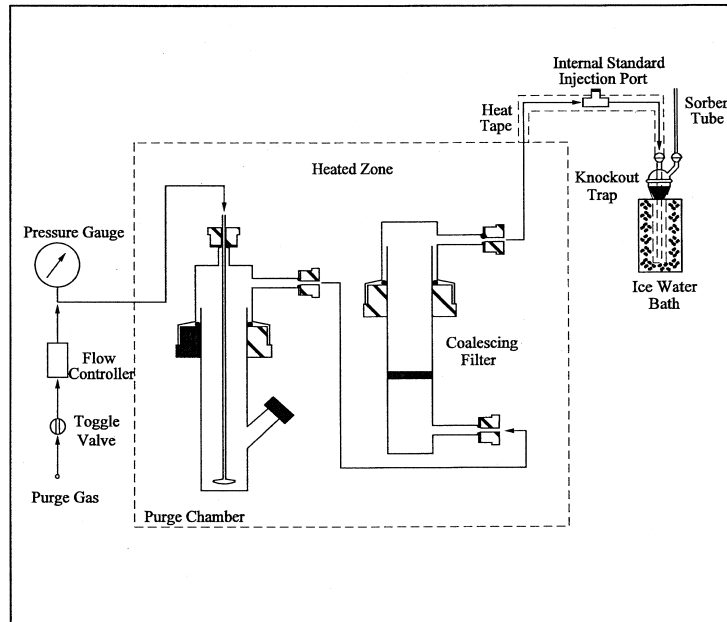 Internal Standard
Injection Port
Heat
Tape
Sorben
Tube
Heated Zone
Knockout
Trap
Pressure Gauge
Ice Water
Bath
Coalescing
Filter
Flow
Controller
Toggle
Valve
Purge Gas
Purge Chamber